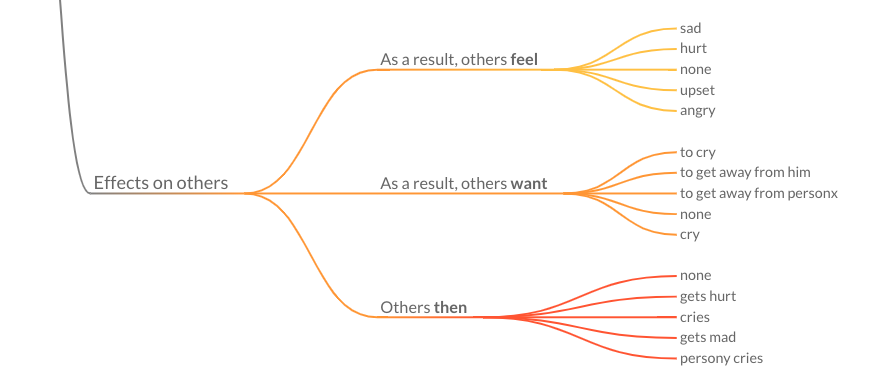 Effects on others
As a result, others feel
sad
hurt
none
upset
angry
As a result, others want
to cry
to get away from him
to get away from personx
none
cry
Others then
none
gets hurt
cries
gets mad
persony cries